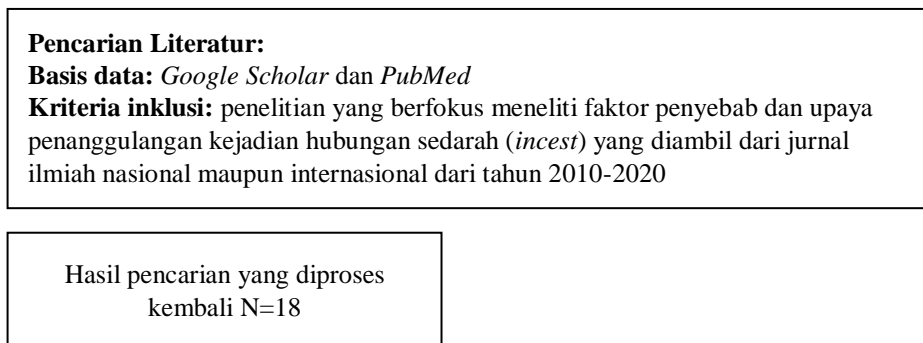 Pencarian Literatur:
Basis data: Google Scholar dan PubMed
Kriteria inklusi: penelitian yang berfokus meneliti faktor penyebab dan upaya
penanggulangan kejadian hubungan sedarah (incest) yang diambil dari jurnal
ilmiah nasional maupun internasional dari tahun 2010-2020
Hasil pencarian yang diproses
kembali N=18